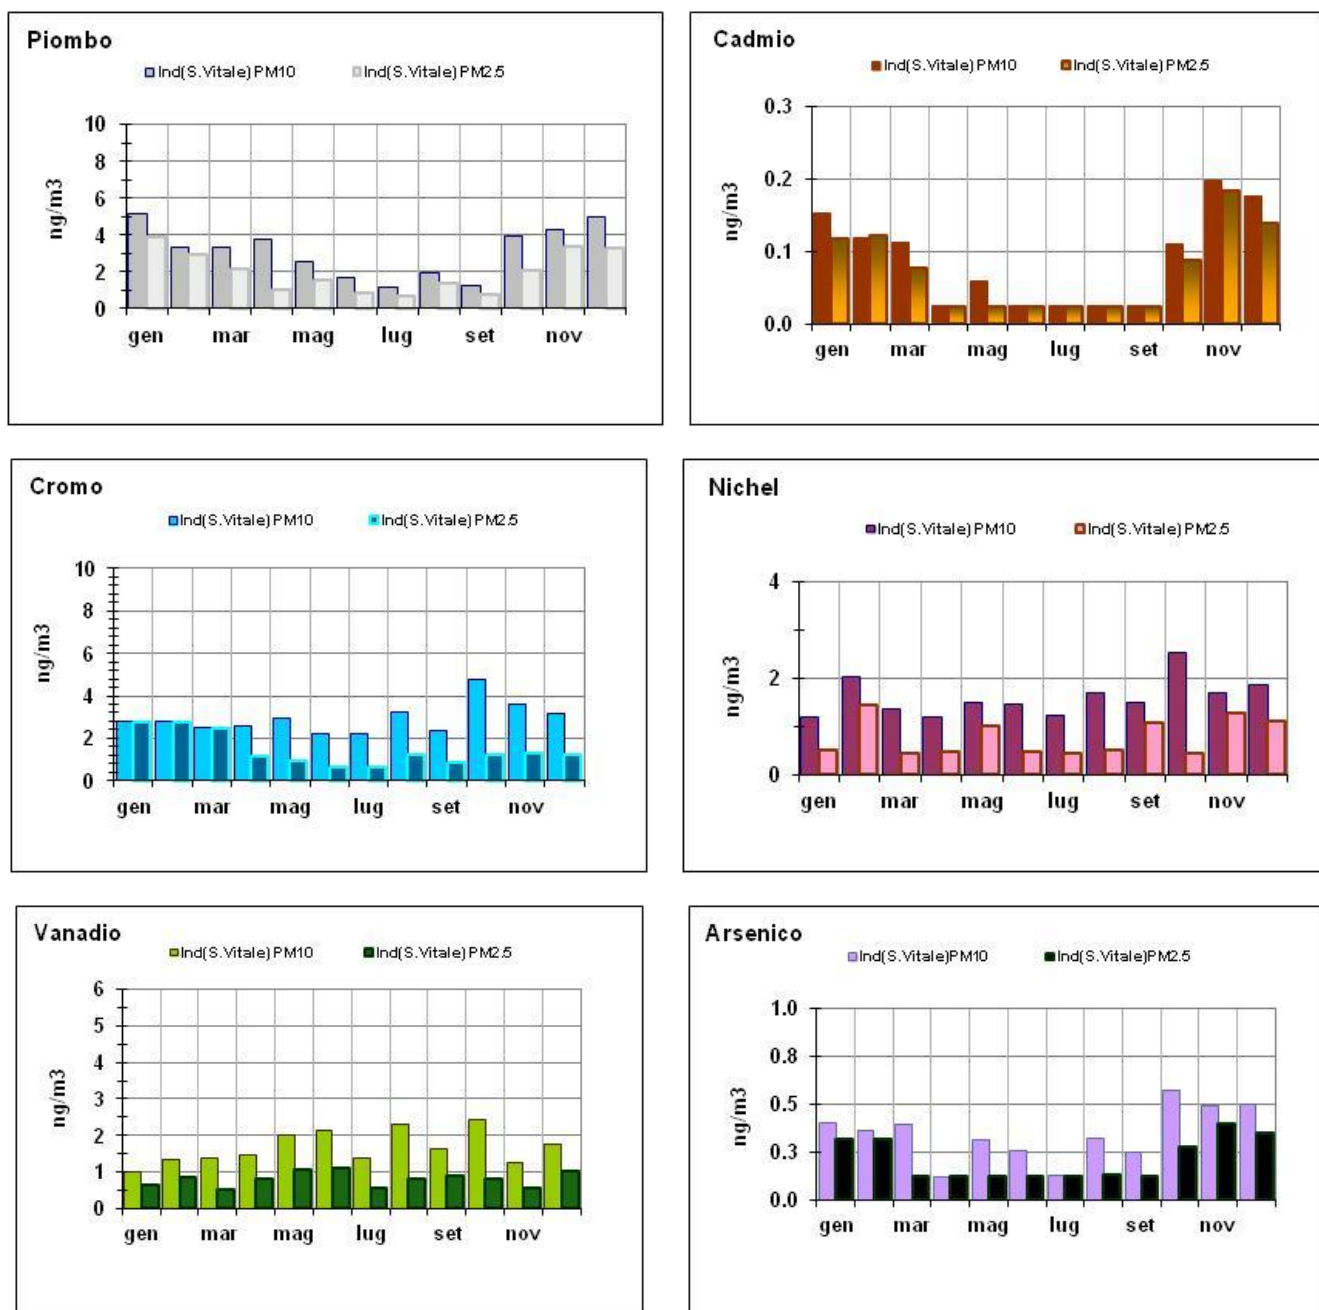 Piombo
Ind(S.Vitale)PM10 Ind(S.Vitale)PM2.5
ng/m3
10
8
6
4
2
0
gen mar mag lug set nov
Cadmio
Ind(S.Vitale)PM10 Ind(S.Vitale)PM2.5
ng/m3
0.3
0.2
0.1
0.0
gen mar mag lug set nov
Cromo
Ind(S.Vitale)PM10 Ind(S.Vitale)PM2.5
ng/m3
10
8
6
4
2
0
gen mar mag lug set nov
Nichel
Ind(S.Vitale)PM10 Ind(S.Vitale)PM2.5
ng/m3
4
2
0
gen mar mag lug set nov
Vanadio
Ind(S.Vitale)PM10 Ind(S.Vitale)PM2.5
ng/m3
6
5
4
3
2
1
0
gen mar mag lug set nov
Arsenico
Ind(S.Vitale)PM10 Ind(S.Vitale)PM2.5
ng/m3
1.0
0.8
0.5
0.3
0.0
gen mar mag lug set nov